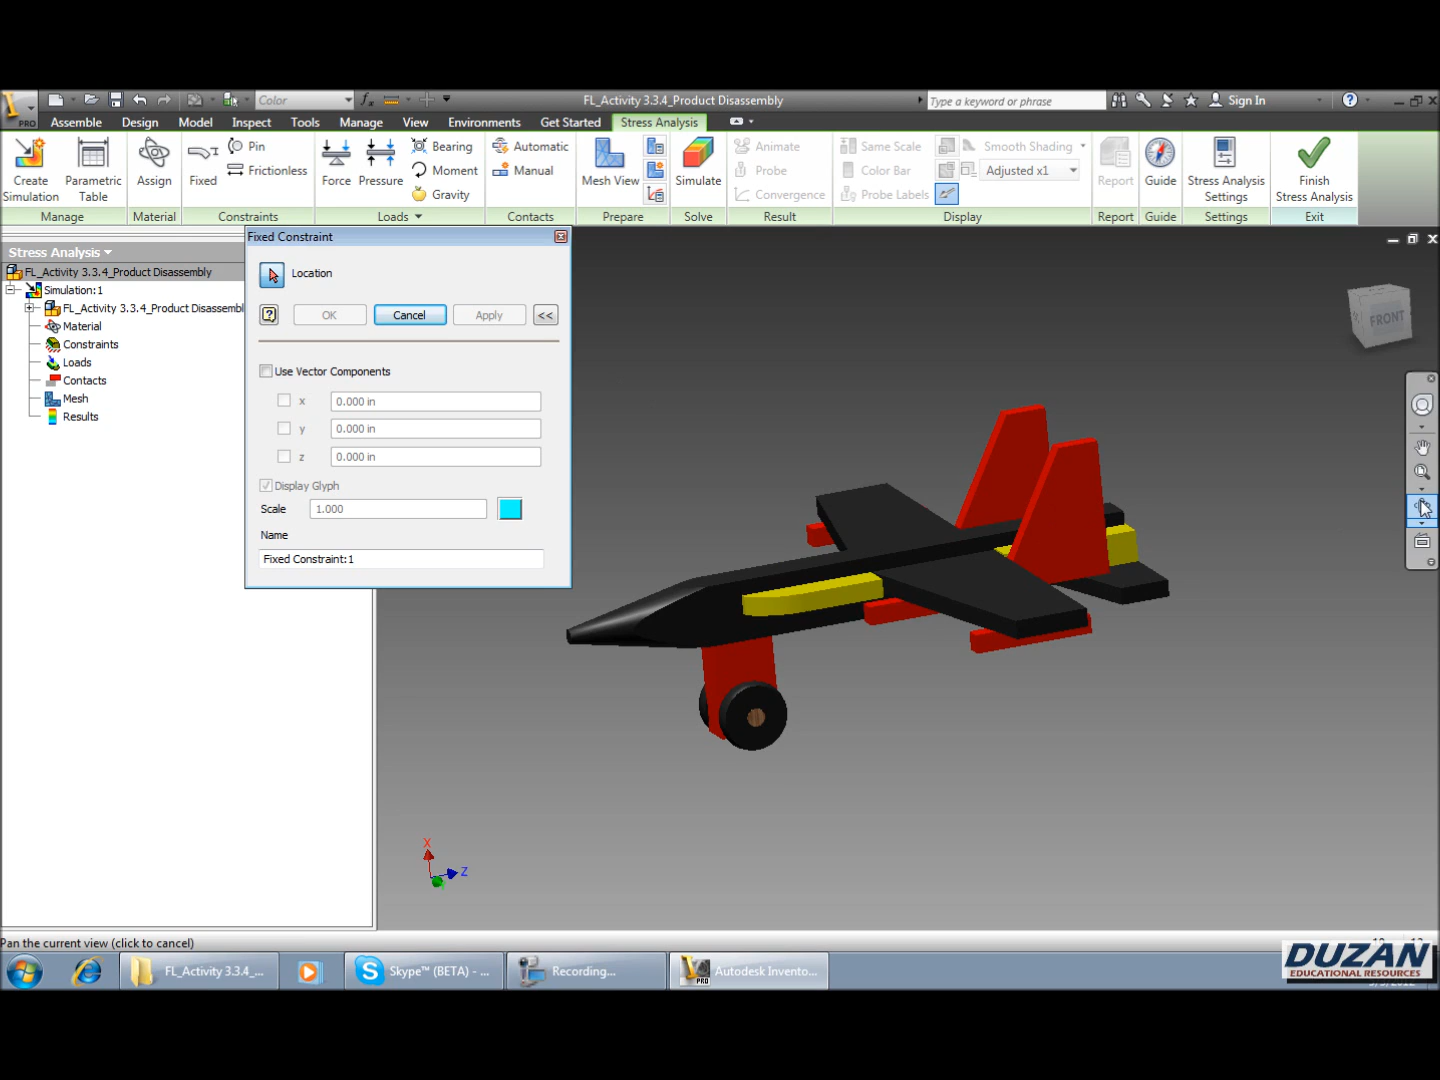 PRO
Color
FL_Activity 3.3.4_Product Disassembly
Type a keyword or phrase
Sign In
Assemble Design Model Inspect Tools Manage View Environments Get Started Stress Analysis
Create Simulation
Parametric Table
Assign
Fixed
Pin
Frictionless
Force
Pressure
Bearing
Moment
Gravity
Automatic
Manual
Mesh View
Simulate
Animate
Probe
Convergence
Same Scale
Color Bar
Probe Labels
Smooth Shading
Adjusted x1
Report
Guide
Stress Analysis Settings
Finish Stress Analysis
Manage Material Constraints Loads Contacts Prepare Solve Result Display Report Guide Settings Exit
Stress Analysis
FL_Activity 3.3.4_Product Disassembly
Simulation:1
FL_Activity 3.3.4_Product Disassembl
Material
Constraints
Loads
Contacts
Mesh
Results
Fixed Constraint
Location
OK Cancel Apply <<
Use Vector Components
x 0.000 in
y 0.000 in
z 0.000 in
Display Glyph
Scale 1.000
Name
Fixed Constraint:1
FRONT
X
Z
Pan the current view (click to cancel)
FL_Activity 3.3.4_...
Skype™ (BETA) - ...
Recording...
PRO
Autodesk Invento...
DUZAN
EDUCATIONAL RESOURCES